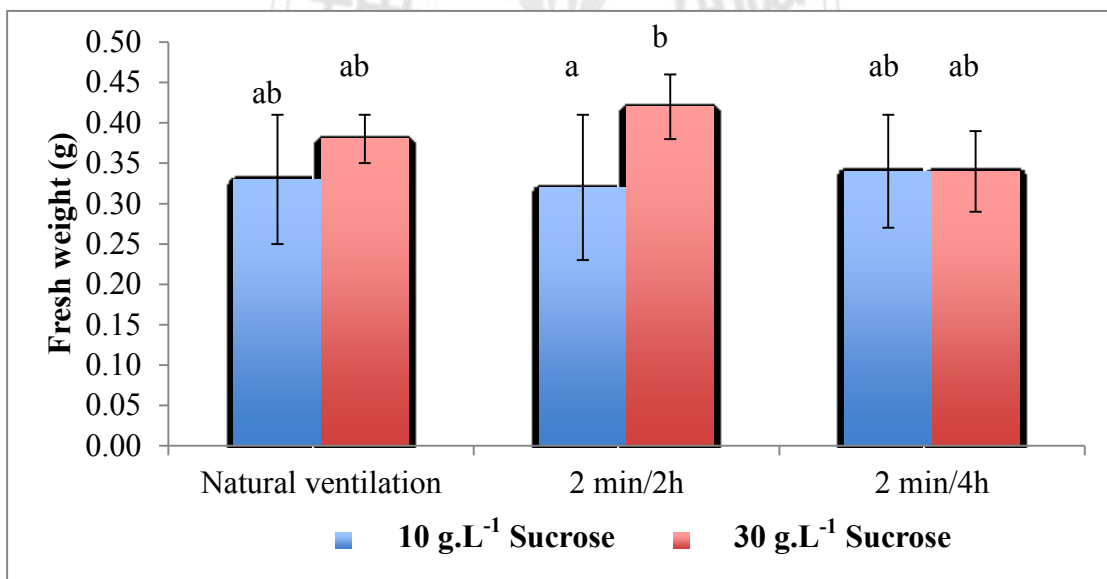 0.50
0.45
0.40
0.35
0.30
0.25
0.20
0.15
0.10
0.05
0.00
Fresh weight (g)
ab
ab
a
b
ab
ab
Natural ventilation
2 min/2h
2 min/4h
10 g.L⁻¹ Sucrose
30 g.L⁻¹ Sucrose